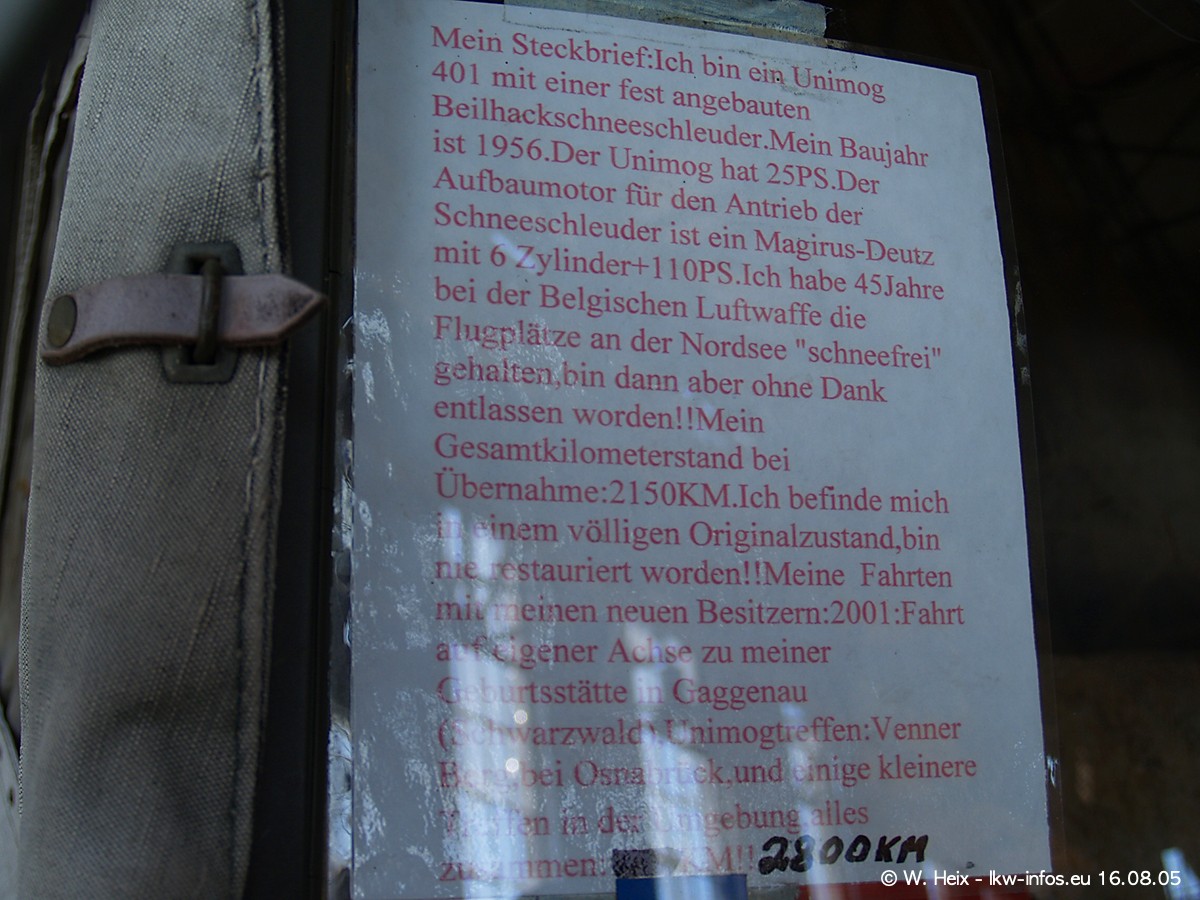 Mein Steckbrief:Ich bin ein Unimog
401 mit einer fest angebauten
Beilhackschneeschleuder.Mein Baujahr
ist 1956.Der Unimog hat 25PS.Der
Aufbaumotor für den Antrieb der
Schneeschleuder ist ein Magirus-Deutz
mit 6 Zylinder+110PS.Ich habe 45Jahre
bei der Belgischen Luftwaffe die
Flugplätze an der Nordsee "schneefrei"
gehalten,bin dann aber ohne Dank
entlassen worden!!Mein
Gesamtkilometerstand bei
Übernahme:2150KM.Ich befinde mich
in einem völligen Originalzustand,bin
nie restauriert worden!!Meine Fahrten
mit meinen neuen Besitzern:2001:Fahrt
auf eigener Achse zu meiner
Geburtsstätte in Gaggenau
(Schwarzwald),Unimogtreffen:Venner
Berg,bei Osnabrück,und einige kleinere
Treffen in der Umgebung,alles
zusammen: KM!! 2800KM
© W. Heix - lkw-infos.eu 16.08.05